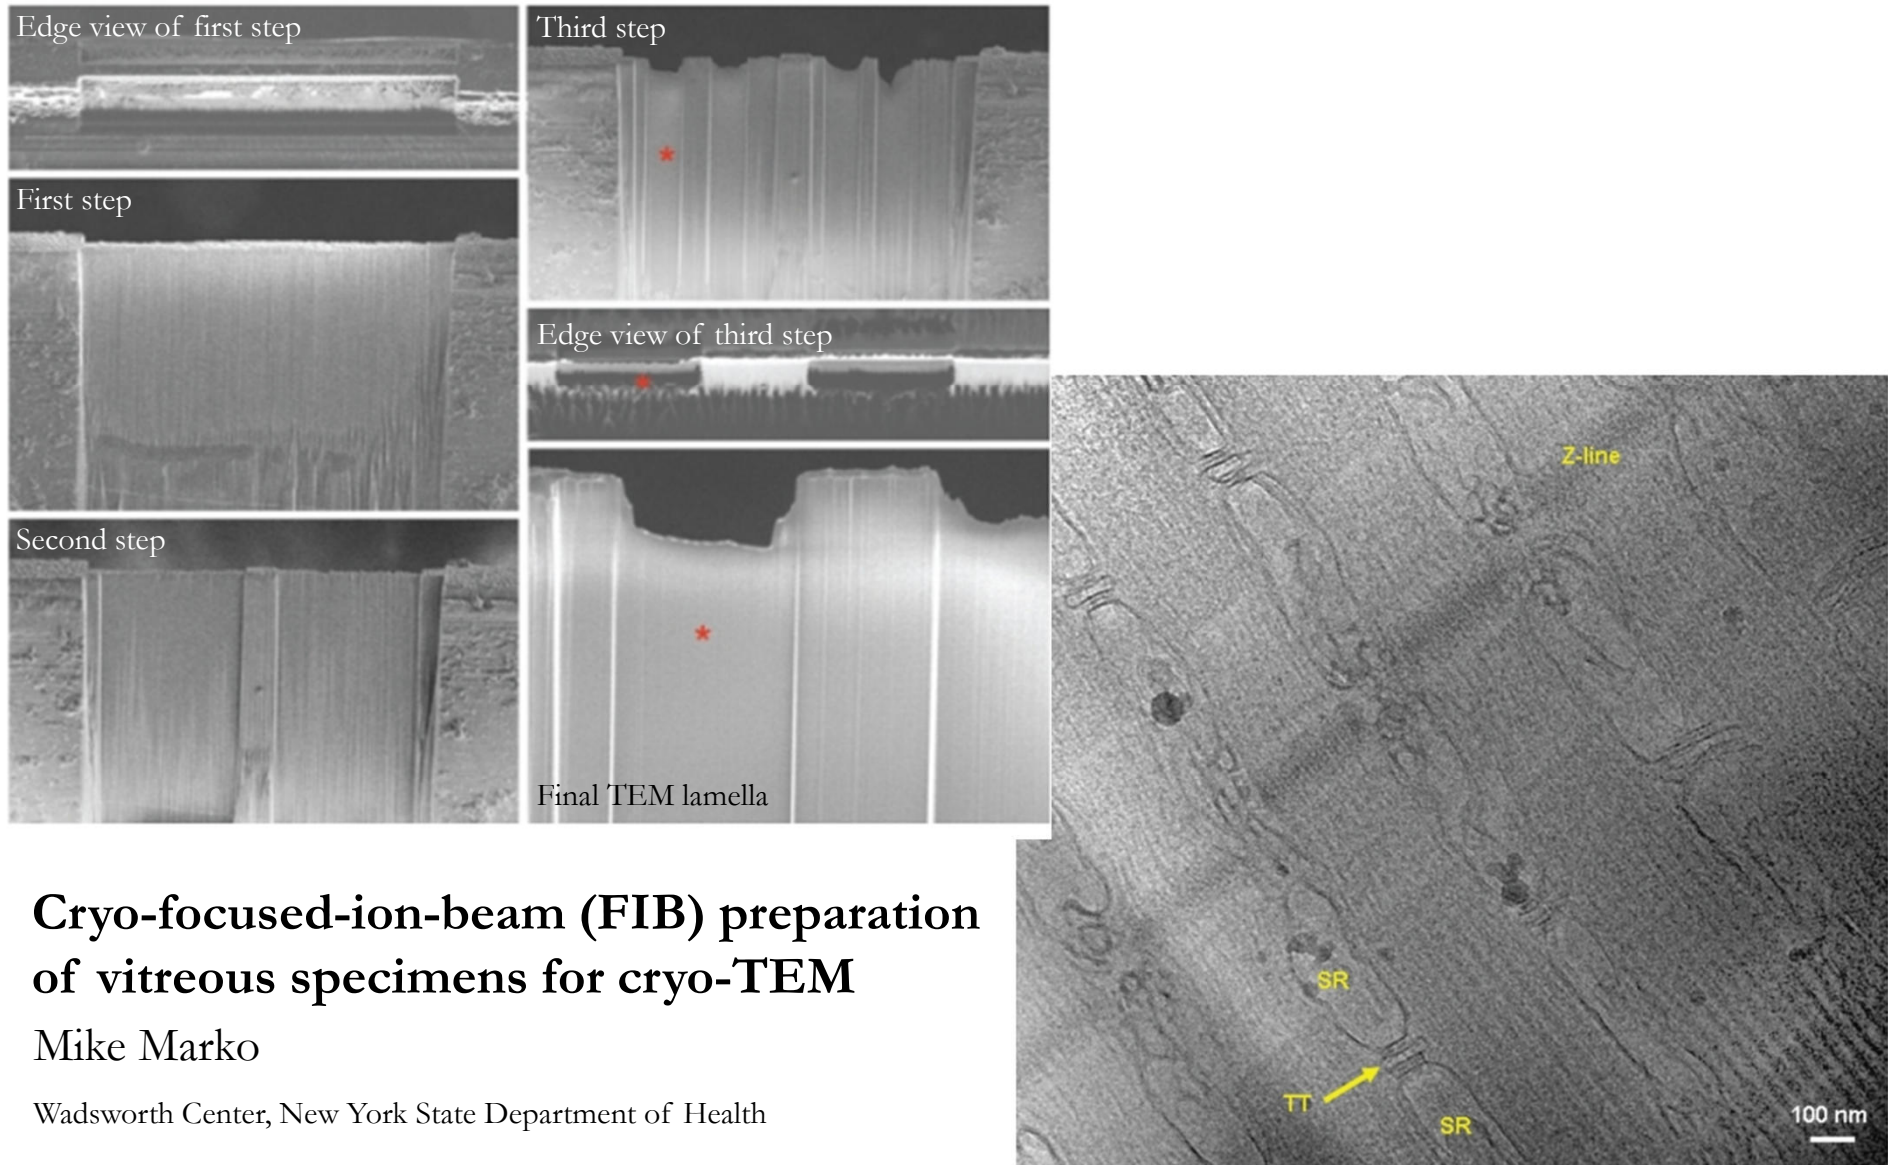 Edge view of first step
First step
Second step
Third step
Edge view of third step
Final TEM lamella
Cryo-focused-ion-beam (FIB) preparation
of vitreous specimens for cryo-TEM
Mike Marko
Wadsworth Center, New York State Department of Health
Z-line
SR
TT
SR
100 nm